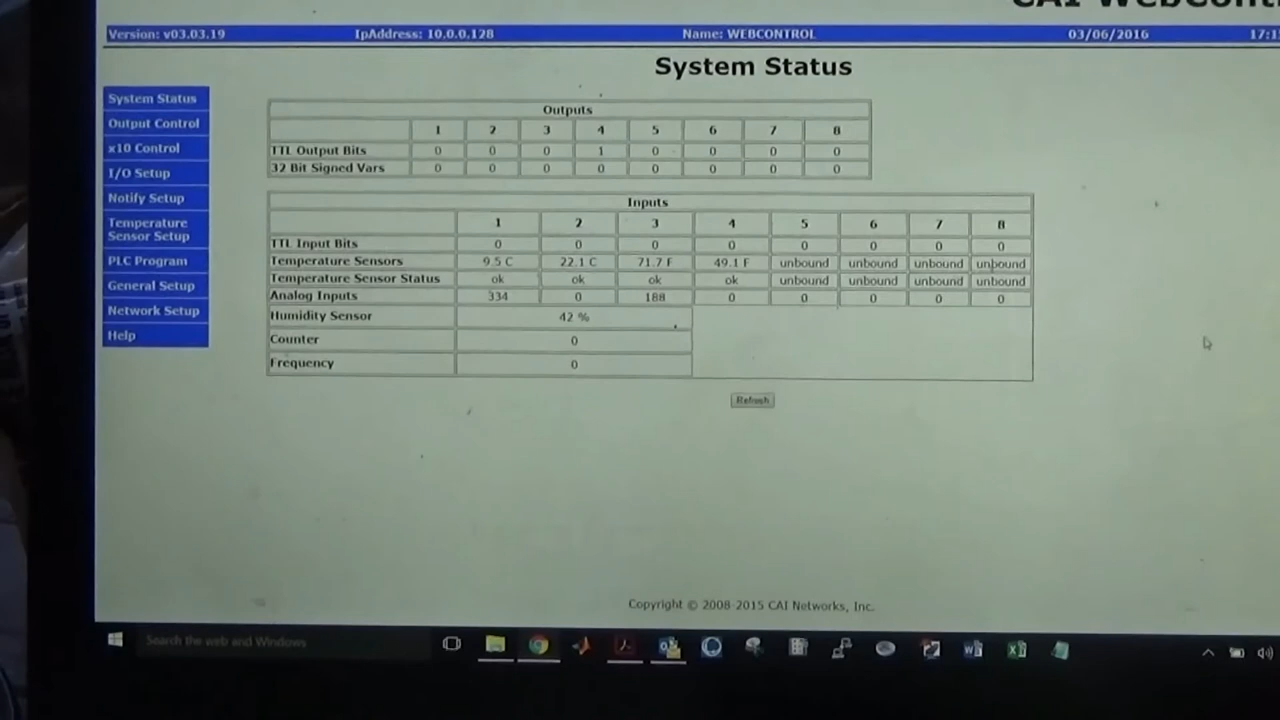 CAI WebContr
Version: v03.03.19 IpAddress: 10.0.0.128 Name: WEBCONTROL 03/06/2016 17:1
System Status
System Status
Output Control
x10 Control
I/O Setup
Notify Setup
Temperature
Sensor Setup
PLC Program
General Setup
Network Setup
Help
Outputs
1 2 3 4 5 6 7 8
TTL Output Bits 0 0 0 1 0 0 0 0
32 Bit Signed Vars 0 0 0 0 0 0 0 0
Inputs
1 2 3 4 5 6 7 8
TTL Input Bits 0 0 0 0 0 0 0 0
Temperature Sensors 9.5 C 22.1 C 71.7 F 49.1 F unbound unbound unbound unbound
Temperature Sensor Status ok ok ok ok unbound unbound unbound unbound
Analog Inputs 334 0 188 0 0 0 0 0
Humidity Sensor 42 %
Counter 0
Frequency 0
Refresh
Copyright © 2008-2015 CAI Networks, Inc.
Search the web and Windows